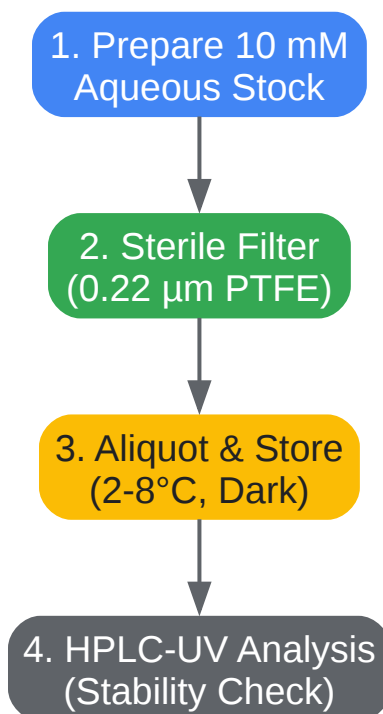 1. Prepare 10 mM
Aqueous Stock
2. Sterile Filter
(0.22 µm PTFE)
3. Aliquot & Store
(2-8°C, Dark)
4. HPLC-UV Analysis
(Stability Check)